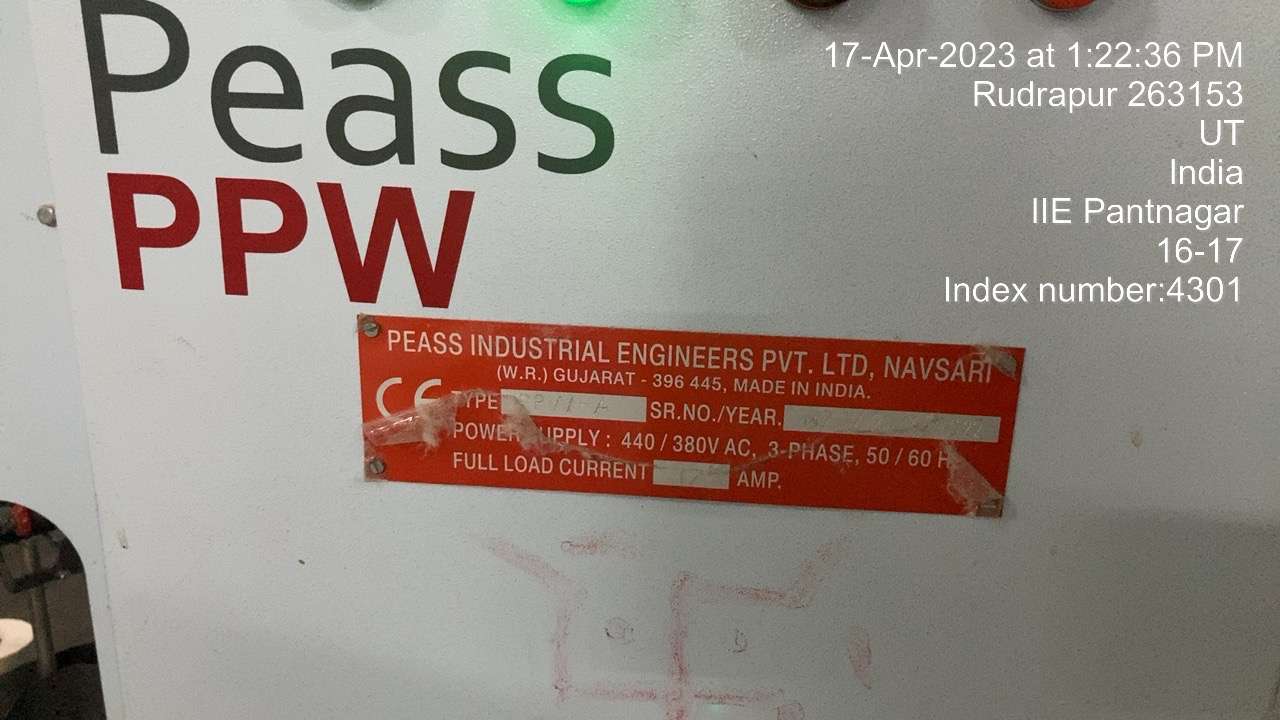 Peass
PPW
17-Apr-2023 at 1:22:36 PM
Rudrapur 263153
UT
India
IIE Pantnagar
16-17
Index number:4301
PEASS INDUSTRIAL ENGINEERS PVT. LTD, NAVSARI
(W.R.) GUJARAT - 396 445, MADE IN INDIA.
CE TYPE SR.NO./YEAR.
POWER SUPPLY : 440 / 380V AC, 3-PHASE, 50 / 60
FULL LOAD CURRENT AMP.